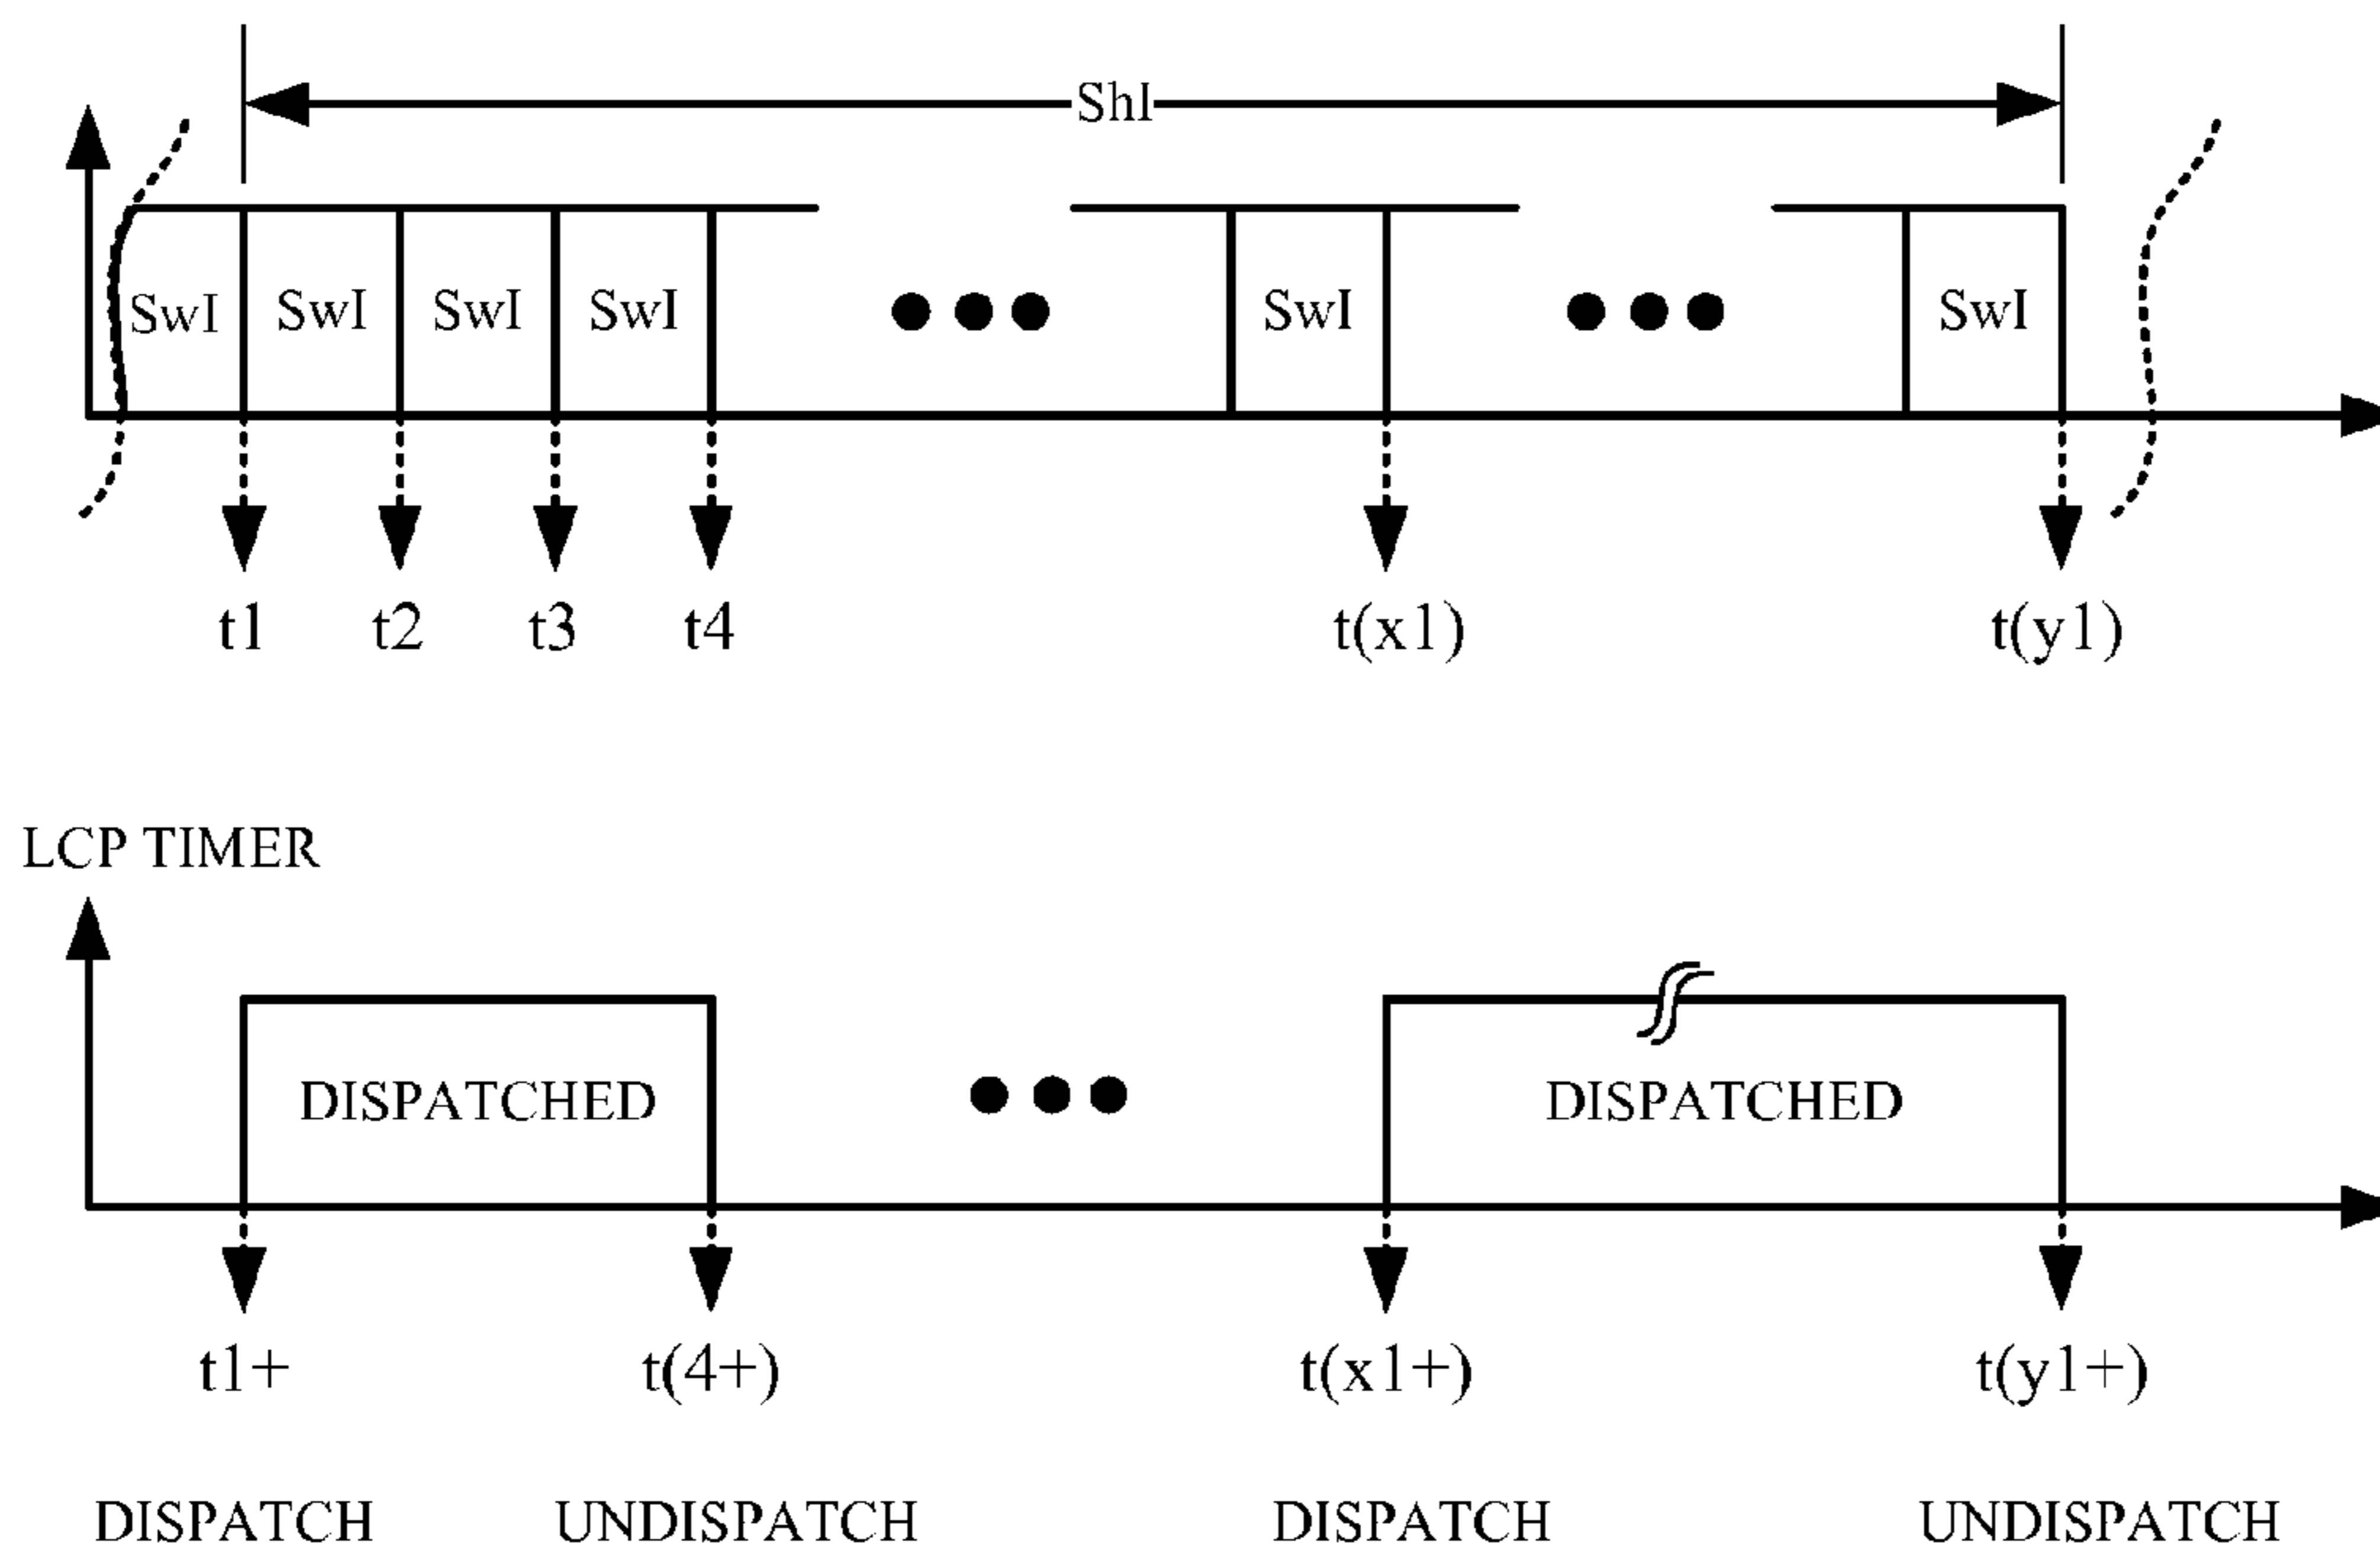 ShI
SwI SwI SwI SwI SwI SwI
t1 t2 t3 t4 t(x1) t(y1)
LCP TIMER
DISPATCHED DISPATCHED
t1+ t(4+) t(x1+) t(y1+)
DISPATCH UNDISPATCH DISPATCH UNDISPATCH